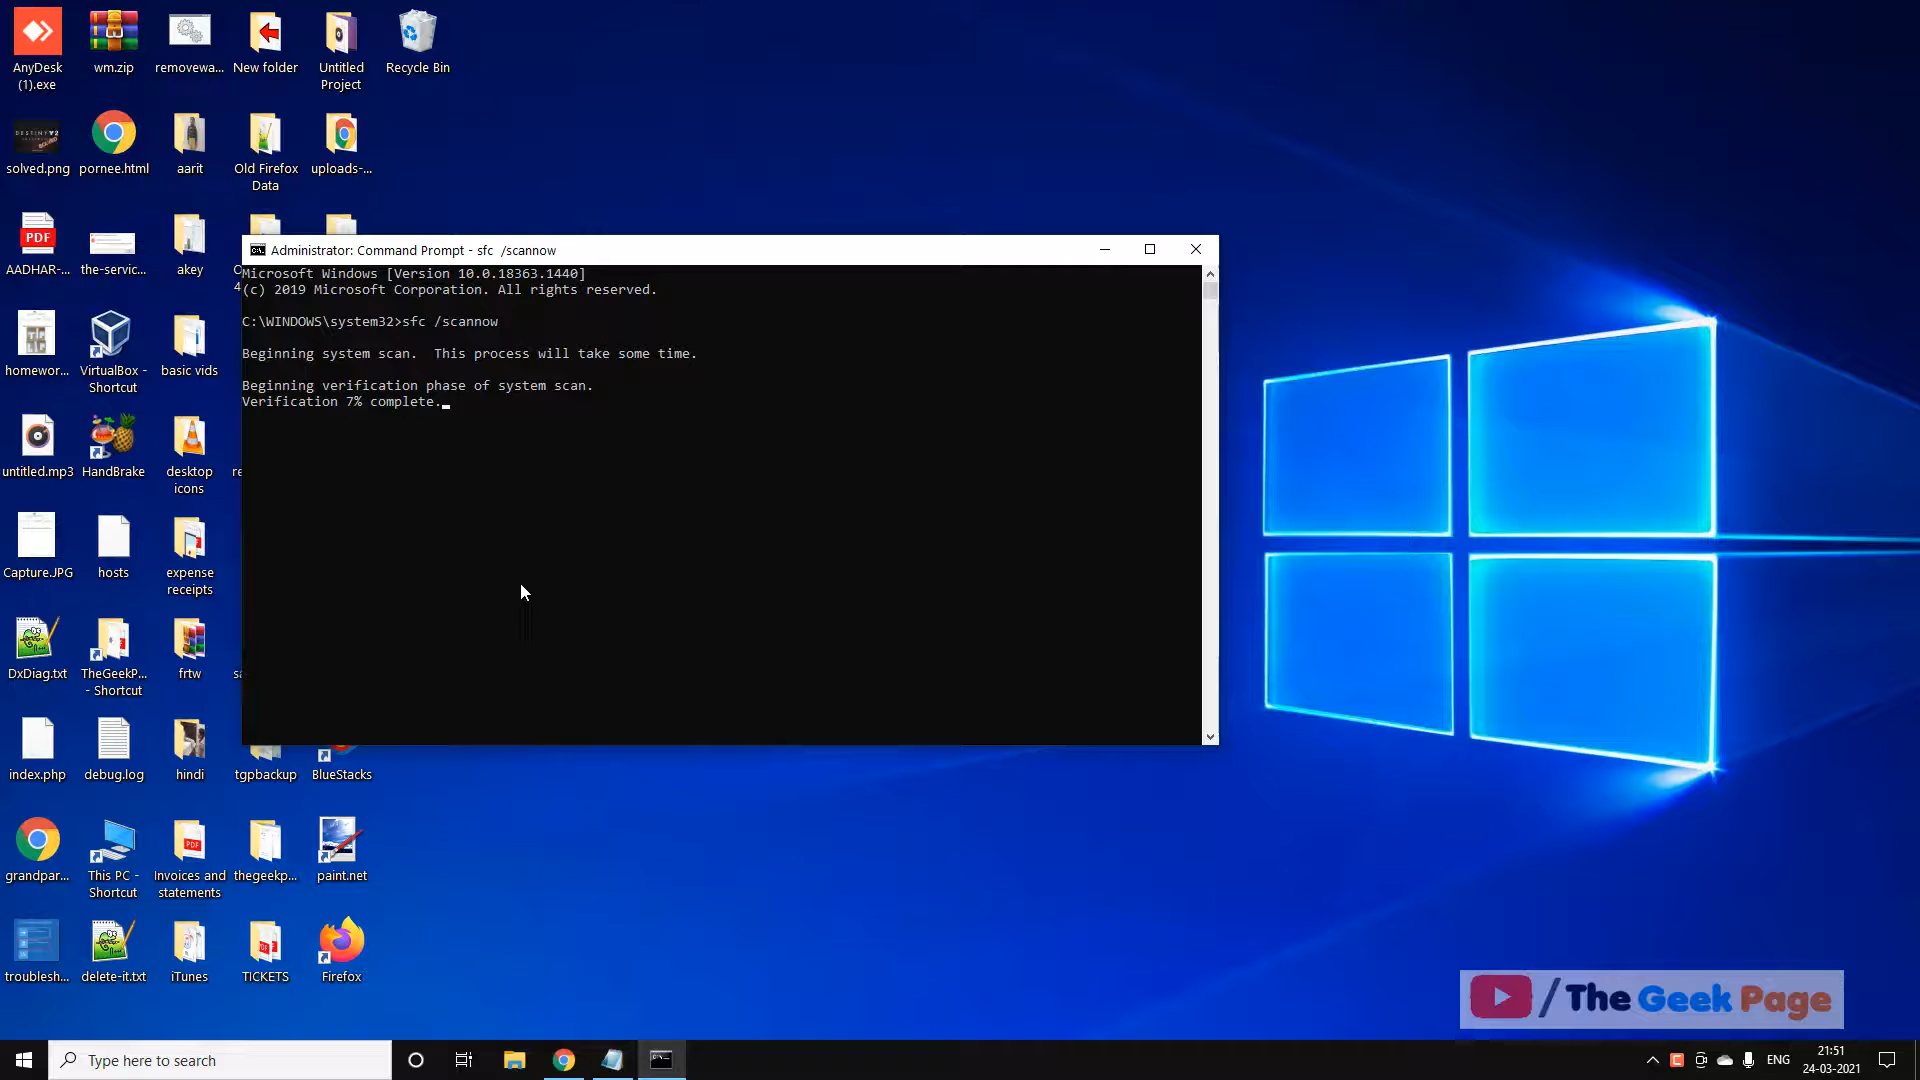 AnyDesk
(1).exe
wm.zip
removewa...
New folder
Untitled
Project
Recycle Bin
solved.png
pornee.html
aarit
Old Firefox
Data
uploads-...
PDF
AADHAR-...
the-servic...
akey
Administrator: Command Prompt - sfc  /scannow
Microsoft Windows [Version 10.0.18363.1440]
(c) 2019 Microsoft Corporation. All rights reserved.
C:\WINDOWS\system32>sfc /scannow
Beginning system scan.  This process will take some time.
Beginning verification phase of system scan.
Verification 7% complete.
homewor...
VirtualBox -
Shortcut
basic vids
untitled.mp3
HandBrake
desktop
icons
Capture.JPG
hosts
expense
receipts
DxDiag.txt
TheGeekP...
- Shortcut
frtw
index.php
debug.log
hindi
tgpbackup
BlueStacks
grandpar...
This PC -
Shortcut
PDF
Invoices and
statements
thegeekp...
paint.net
troublesh...
delete-it.txt
iTunes
TICKETS
Firefox
/ The Geek Page
Type here to search
ENG
21:51
24-03-2021